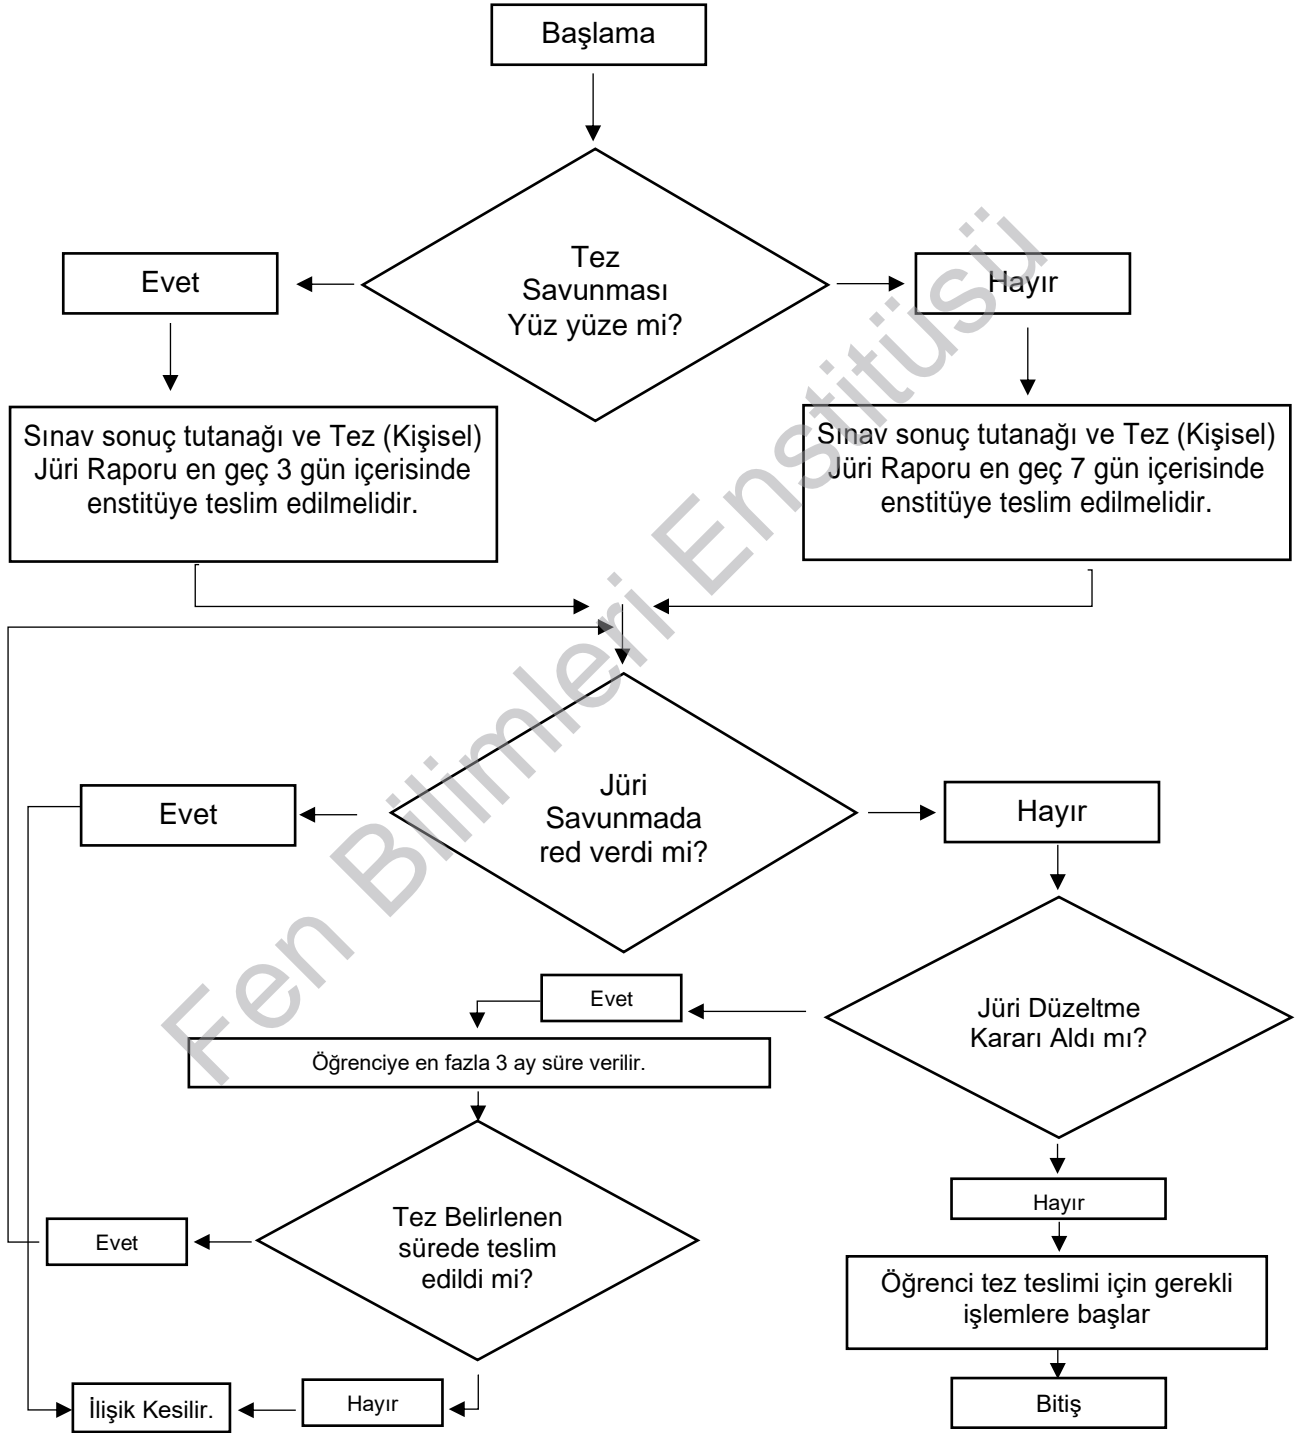 Başlama
Tez
Savunması
Yüz yüze mi?
Evet
Hayır
Sınav sonuç tutanağı ve Tez (Kişisel)
Jüri Raporu en geç 3 gün içerisinde
enstitüye teslim edilmelidir.
Sınav sonuç tutanağı ve Tez (Kişisel)
Jüri Raporu en geç 7 gün içerisinde
enstitüye teslim edilmelidir.
Jüri
Savunmada
red verdi mi?
Evet
Hayır
Jüri Düzeltme
Kararı Aldı mı?
Evet
Öğrenciye en fazla 3 ay süre verilir.
Tez Belirlenen
sürede teslim
edildi mi?
Evet
Hayır
Öğrenci tez teslimi için gerekli
işlemlere başlar
Hayır
İlişik Kesilir.
Bitiş
Fen Bilimleri Enstitüsü